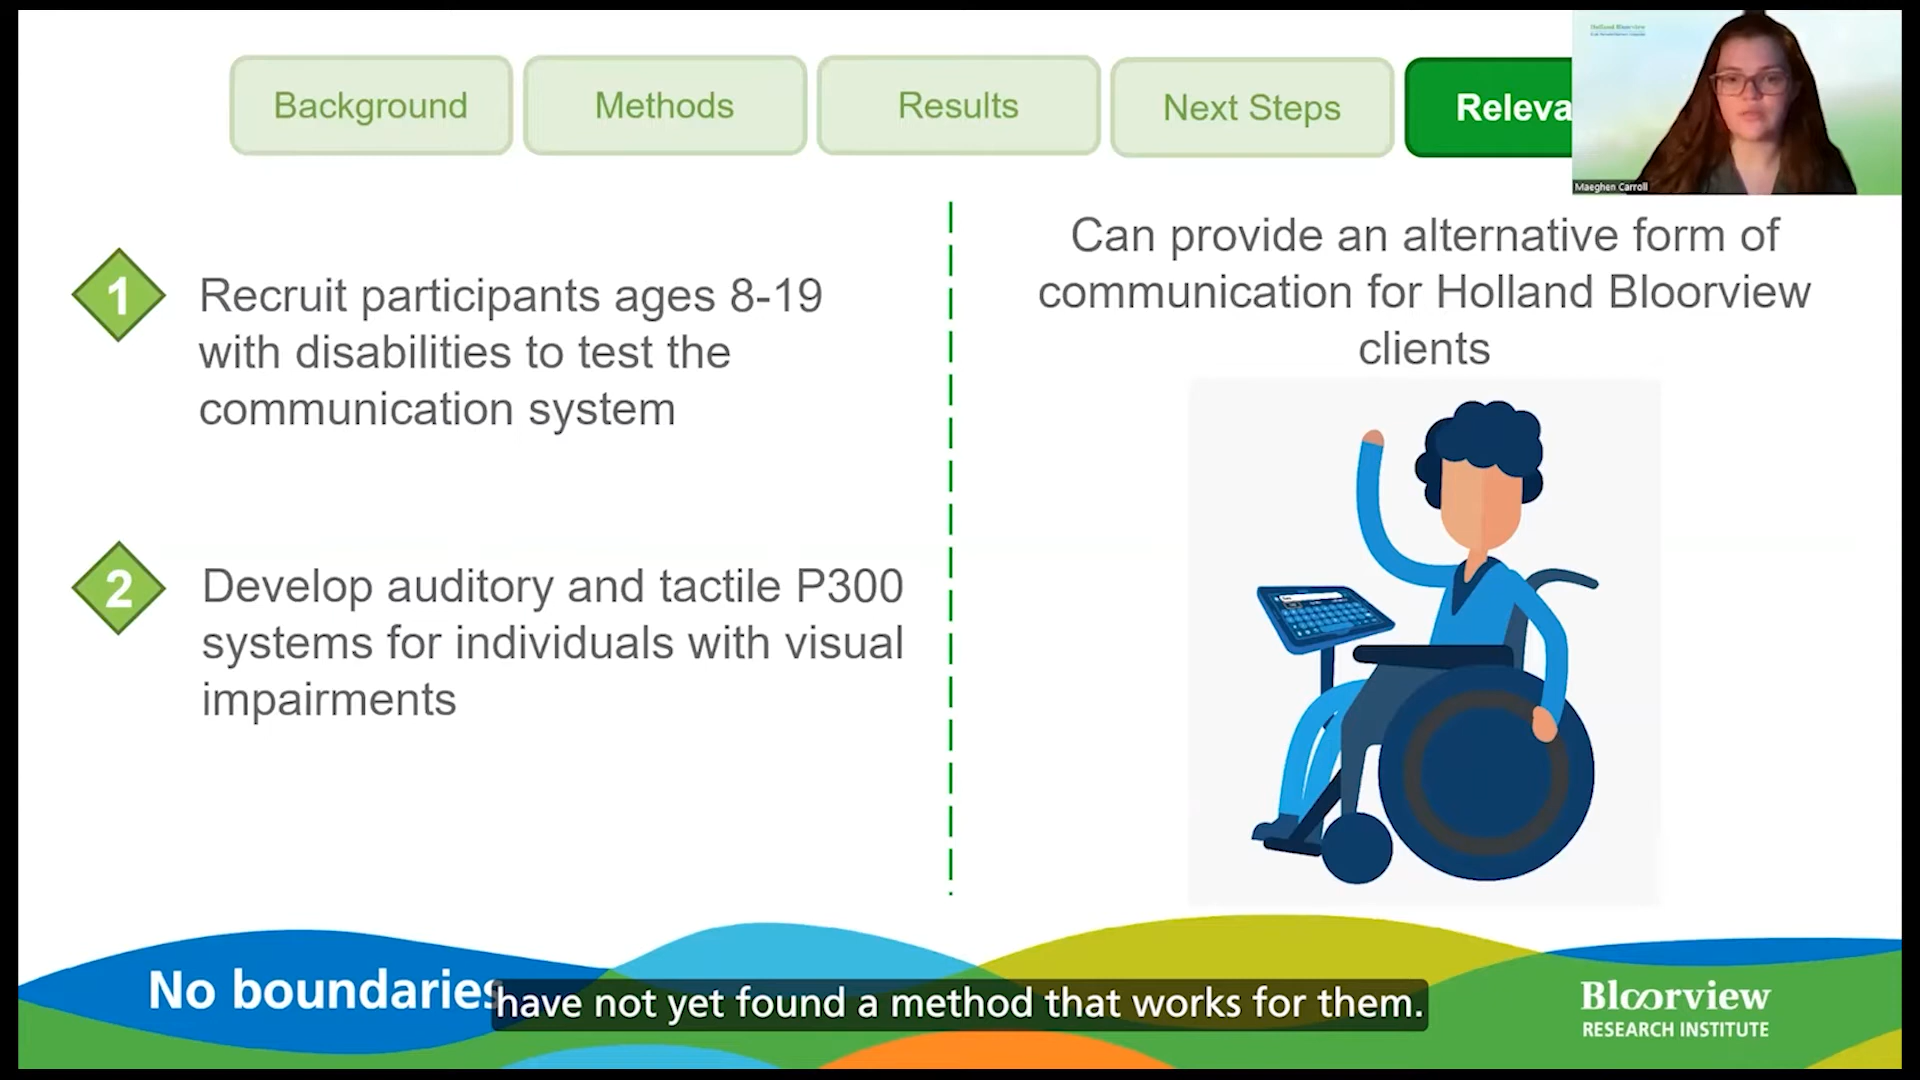 Background
Methods
Results
Next Steps
Releva
Maeghen Carroll
1
Recruit participants ages 8-19
with disabilities to test the
communication system
2
Develop auditory and tactile P300
systems for individuals with visual
impairments
Can provide an alternative form of
communication for Holland Bloorview
clients
No boundaries
have not yet found a method that works for them.
Bloorview
RESEARCH INSTITUTE